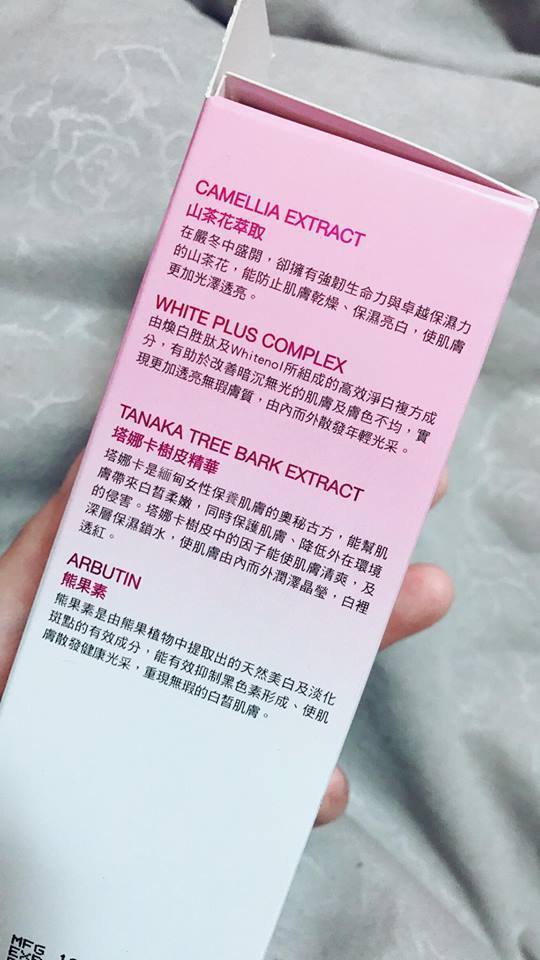 CAMELLIA EXTRACT
山茶花萃取
在嚴冬中盛開，卻擁有強韌生命力與卓越保濕力
的山茶花，能防止肌膚乾燥、保濕亮白，使肌膚
更加光澤透亮。
WHITE PLUS COMPLEX
由煥白胜肽及Whitenol所組成的高效淨白複方成
分，有助於改善暗沉無光的肌膚及膚色不均，實
現更加透亮無瑕膚質，由內而外散發年輕光采。
TANAKA TREE BARK EXTRACT
塔娜卡樹皮精華
塔娜卡是緬甸女性保養肌膚的奧秘古方，能幫肌
膚帶來白皙柔嫩，同時保護肌膚、降低外在環境
的侵害。塔娜卡樹皮中的因子能使肌膚清爽，及
深層保濕鎖水，使肌膚由內而外潤澤晶瑩，白裡
透紅。
ARBUTIN
熊果素
熊果素是由熊果植物中提取出的天然美白及淡化
斑點的有效成分，能有效抑制黑色素形成、使肌
膚散發健康光采，重現無瑕的白皙肌膚。
MFG